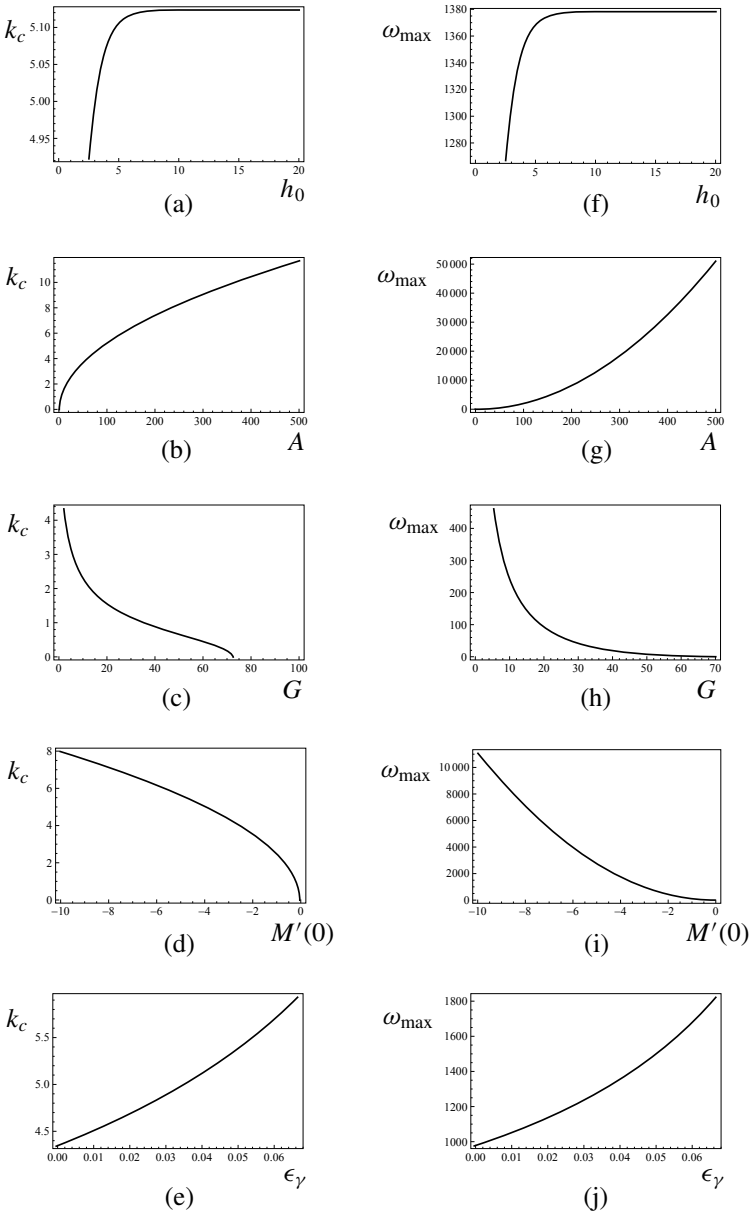 k_c
5.10
5.05
5.00
4.95
0 5 10 15 20
h_0
(a)
ω_max
1380
1360
1340
1320
1300
1280
0 5 10 15 20
h_0
(f)
k_c
10
8
6
4
2
0
0 100 200 300 400 500
A
(b)
ω_max
50 000
40 000
30 000
20 000
10 000
0
0 100 200 300 400 500
A
(g)
k_c
4
3
2
1
0
0 20 40 60 80 100
G
(c)
ω_max
400
300
200
100
0
0 10 20 30 40 50 60 70
G
(h)
k_c
8
6
4
2
0
−10 −8 −6 −4 −2 0
M′(0)
(d)
ω_max
10 000
8000
6000
4000
2000
0
−10 −8 −6 −4 −2 0
M′(0)
(i)
k_c
5.5
5.0
4.5
0.00 0.01 0.02 0.03 0.04 0.05 0.06
ϵ_γ
(e)
ω_max
1800
1600
1400
1200
1000
0.00 0.01 0.02 0.03 0.04 0.05 0.06
ϵ_γ
(j)